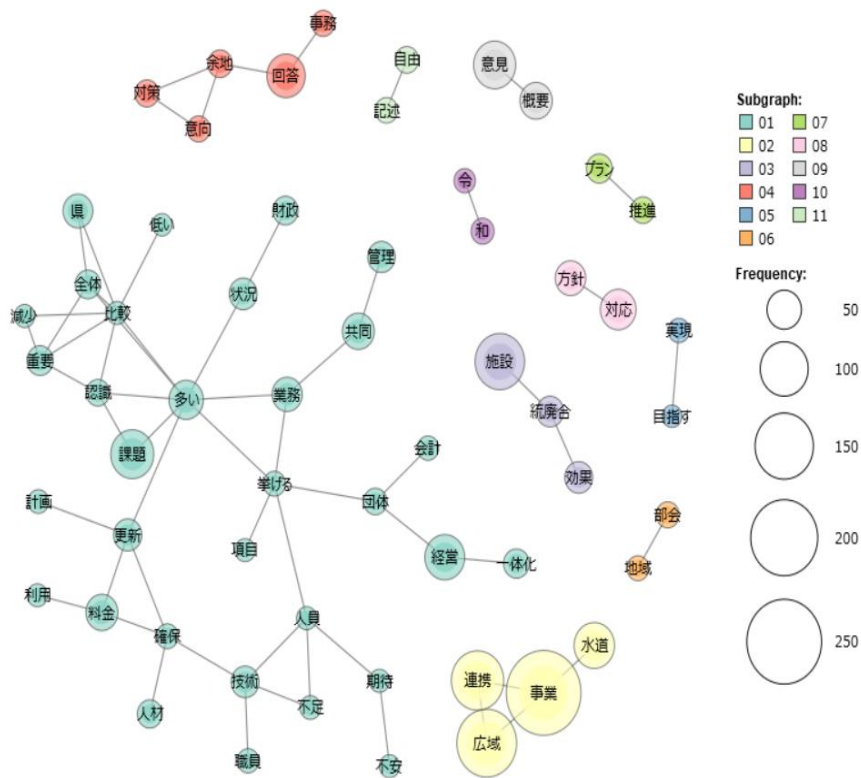 事務
余地
回答
対策
意向
自由
記述
意見
概要
令
和
プラン
推進
方針
対応
実現
目指す
施設
統廃合
効果
部会
地域
県
低い
財政
管理
全体
状況
減少
比較
共同
重要
認識
多い
業務
課題
会計
挙げる
計画
団体
更新
項目
経営
一体化
利用
料金
人員
確保
技術
期待
人材
不足
職員
不安
水道
連携
事業
広域
Subgraph:
01 07
02 08
03 09
04 10
05 11
06
Frequency:
50
100
150
200
250